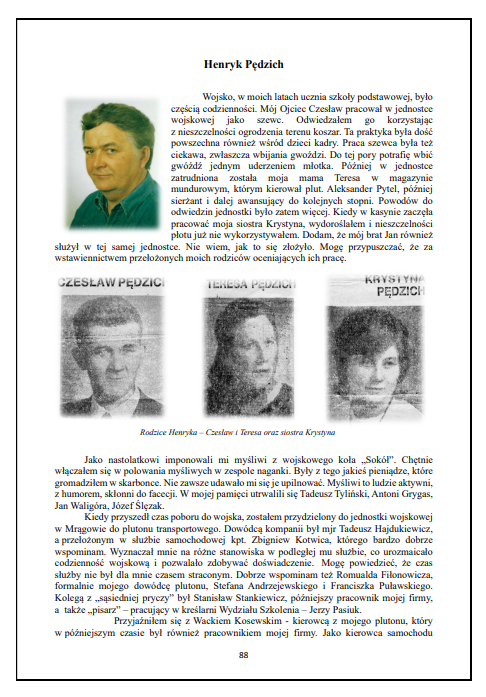 Henryk Pędzich
Wojsko, w moich latach ucznia szkoły podstawowej, było
częścią codzienności. Mój Ojciec Czesław pracował w jednostce
wojskowej jako szewc. Odwiedzałem go korzystając
z nieszczelności ogrodzenia terenu koszar. Ta praktyka była dość
powszechna również wśród dzieci kadry. Praca szewca była też
ciekawa, zwłaszcza wbijania gwoździ. Do tej pory potrafię wbić
gwóźdź jednym uderzeniem młotka. Później w jednostce
zatrudniona została moja mama Teresa w magazynie
mundurowym, którym kierował plut. Aleksander Pytel, później
sierżant i dalej awansujący do kolejnych stopni. Powodów do
odwiedzin jednostki było zatem więcej. Kiedy w kasynie zaczęła
pracować moja siostra Krystyna, wydoroślałem i nieszczelności
płotu już nie wykorzystywałem. Dodam, że mój brat Jan również
służył w tej samej jednostce. Nie wiem, jak to się złożyło. Mogę przypuszczać, że za
wstawiennictwem przełożonych moich rodziców oceniających ich pracę.
CZESŁAW PĘDZICH
TERESA PĘDZICH
KRYSTYNA
PĘDZICH
Rodzice Henryka – Czesław i Teresa oraz siostra Krystyna
Jako nastolatkowi imponowali mi myśliwi z wojskowego koła „Sokół”. Chętnie
włączałem się w polowania myśliwych w zespole naganki. Były z tego jakieś pieniądze, które
gromadziłem w skarbonce. Nie zawsze udawało mi się je upilnować. Myśliwi to ludzie aktywni,
z humorem, skłonni do facecji. W mojej pamięci utrwalili się Tadeusz Tyliński, Antoni Grygas,
Jan Waligóra, Józef Ślęzak.
Kiedy przyszedł czas poboru do wojska, zostałem przydzielony do jednostki wojskowej
w Mrągowie do plutonu transportowego. Dowódcą kompanii był mjr Tadeusz Hajdukiewicz,
a przełożonym w służbie samochodowej kpt. Zbigniew Kotwica, którego bardzo dobrze
wspominam. Wyznaczał mnie na różne stanowiska w podległej mu służbie, co urozmaicało
codzienność wojskową i pozwalało zdobywać doświadczenie. Mogę powiedzieć, że czas
służby nie był dla mnie czasem straconym. Dobrze wspominam też Romualda Fiłonowicza,
formalnie mojego dowódcę plutonu, Stefana Andrzejewskiego i Franciszka Puławskiego.
Kolegą z „sąsiedniej pryczy” był Stanisław Stankiewicz, późniejszy pracownik mojej firmy,
a także „pisarz” – pracujący w kreślarni Wydziału Szkolenia – Jerzy Pasiuk.
Przyjaźniłem się z Wackiem Kosewskim - kierowcą z mojego plutonu, który
w późniejszym czasie był również pracownikiem mojej firmy. Jako kierowca samochodu
88